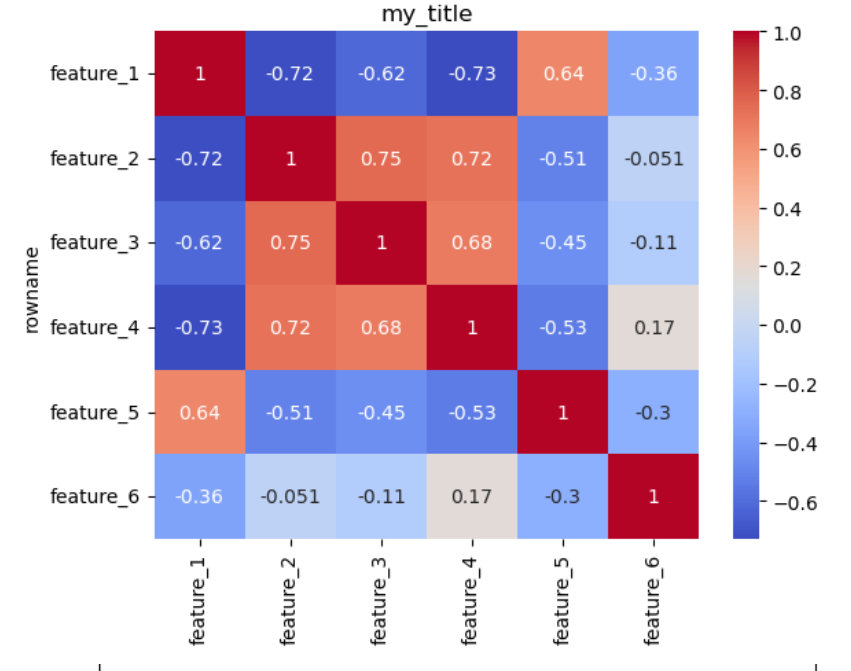 my_title
feature_1 1 -0.72 -0.62 -0.73 0.64 -0.36
feature_2 -0.72 1 0.75 0.72 -0.51 -0.051
feature_3 -0.62 0.75 1 0.68 -0.45 -0.11
rowname
feature_4 -0.73 0.72 0.68 1 -0.53 0.17
feature_5 0.64 -0.51 -0.45 -0.53 1 -0.3
feature_6 -0.36 -0.051 -0.11 0.17 -0.3 1
feature_1 feature_2 feature_3 feature_4 feature_5 feature_6
1.0
0.8
0.6
0.4
0.2
0.0
−0.2
−0.4
−0.6